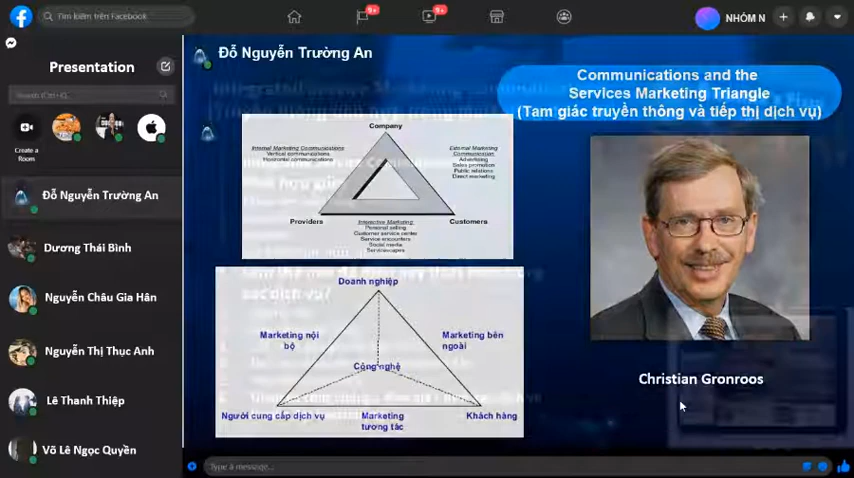 Tìm kiếm trên Facebook
9+
9+
NHÓM N
Presentation
Create a
Room
Đỗ Nguyễn Trường An
Dương Thái Bình
Nguyễn Châu Gia Hân
Nguyễn Thị Thục Anh
Lê Thanh Thiệp
Võ Lê Ngọc Quyền
Đỗ Nguyễn Trường An
Communications and the
Services Marketing Triangle
(Tam giác truyền thông và tiếp thị dịch vụ)
Company
Internal Marketing Communications
Vertical communications
Horizontal communications
External Marketing
Communication
Advertising
Sales promotion
Public relations
Direct marketing
Providers
Customers
Interactive Marketing
Personal selling
Customer service center
Service encounters
Social media
Servicescapes
Doanh nghiệp
Marketing nội
bộ
Marketing bên
ngoài
Công nghệ
Người cung cấp dịch vụ
Marketing
tương tác
Khách hàng
Christian Gronroos
Type a message...